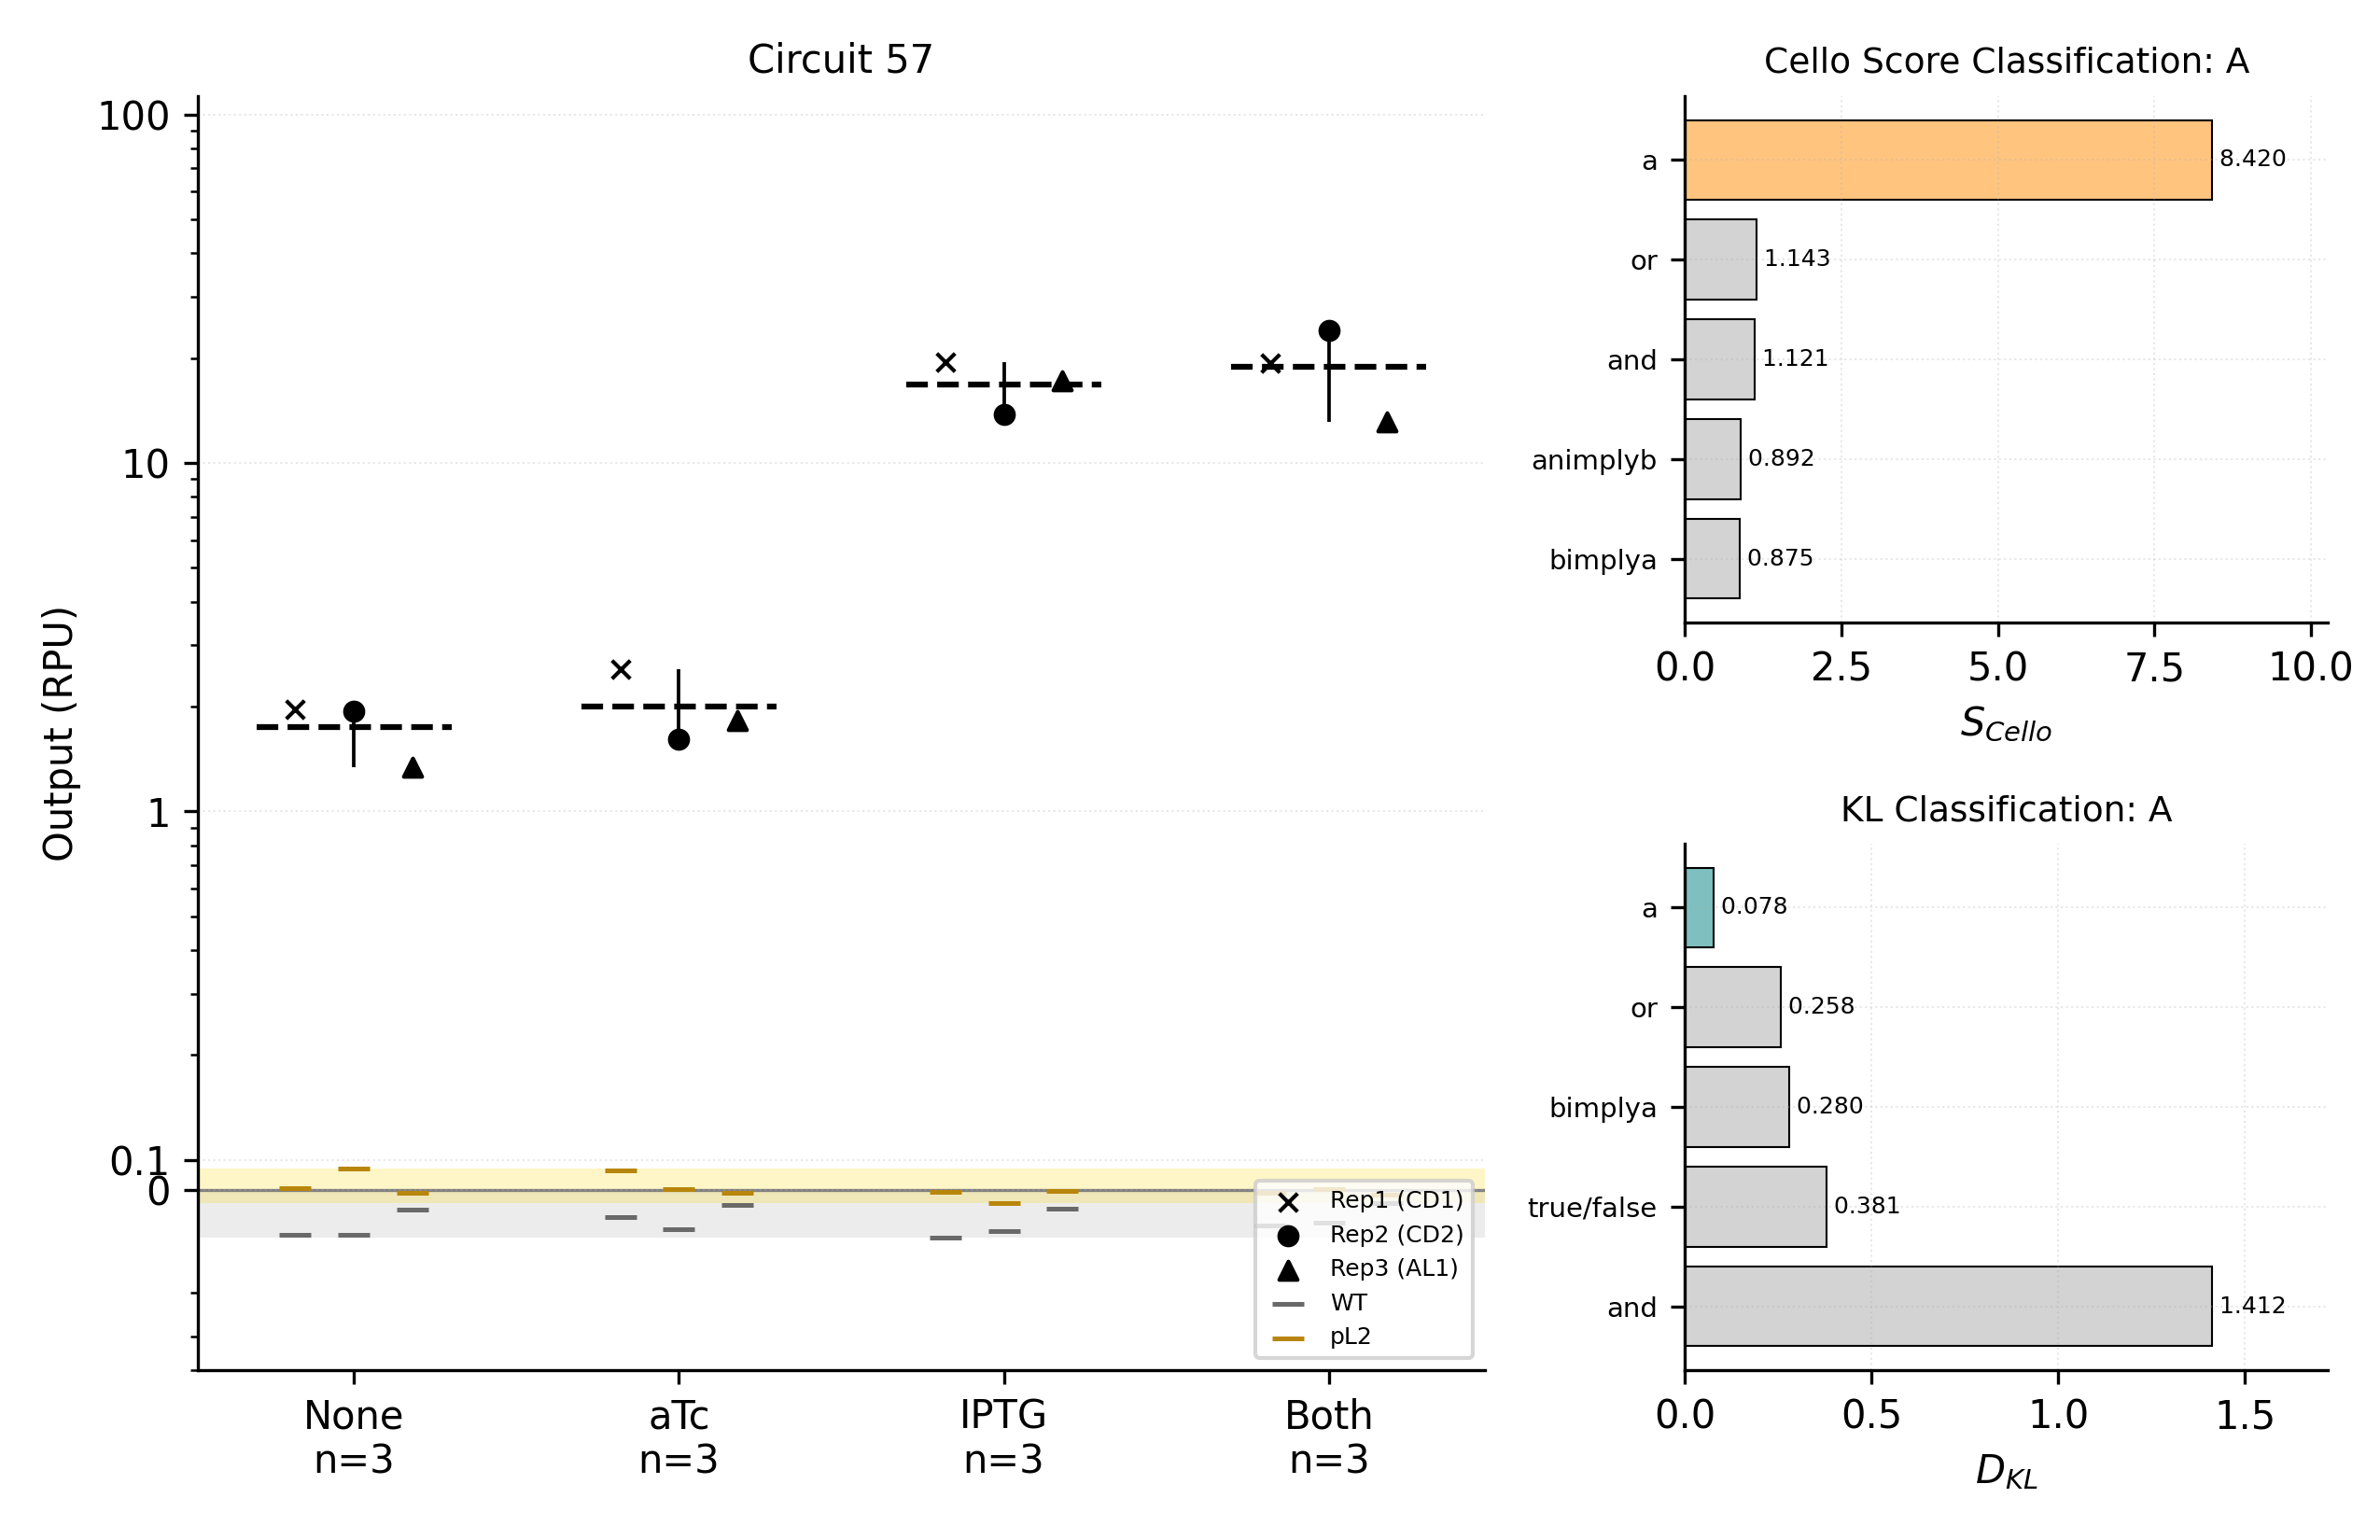 Circuit 57
Output (RPU)
100
10
1
0.1
0
None
n=3
aTc
n=3
IPTG
n=3
Both
n=3
Rep1 (CD1)
Rep2 (CD2)
Rep3 (AL1)
WT
pL2
Cello Score Classification: A
a
8.420
or
1.143
and
1.121
animplyb
0.892
bimplya
0.875
0.0 2.5 5.0 7.5 10.0
S_Cello
KL Classification: A
a
0.078
or
0.258
bimplya
0.280
true/false
0.381
and
1.412
0.0 0.5 1.0 1.5
D_KL